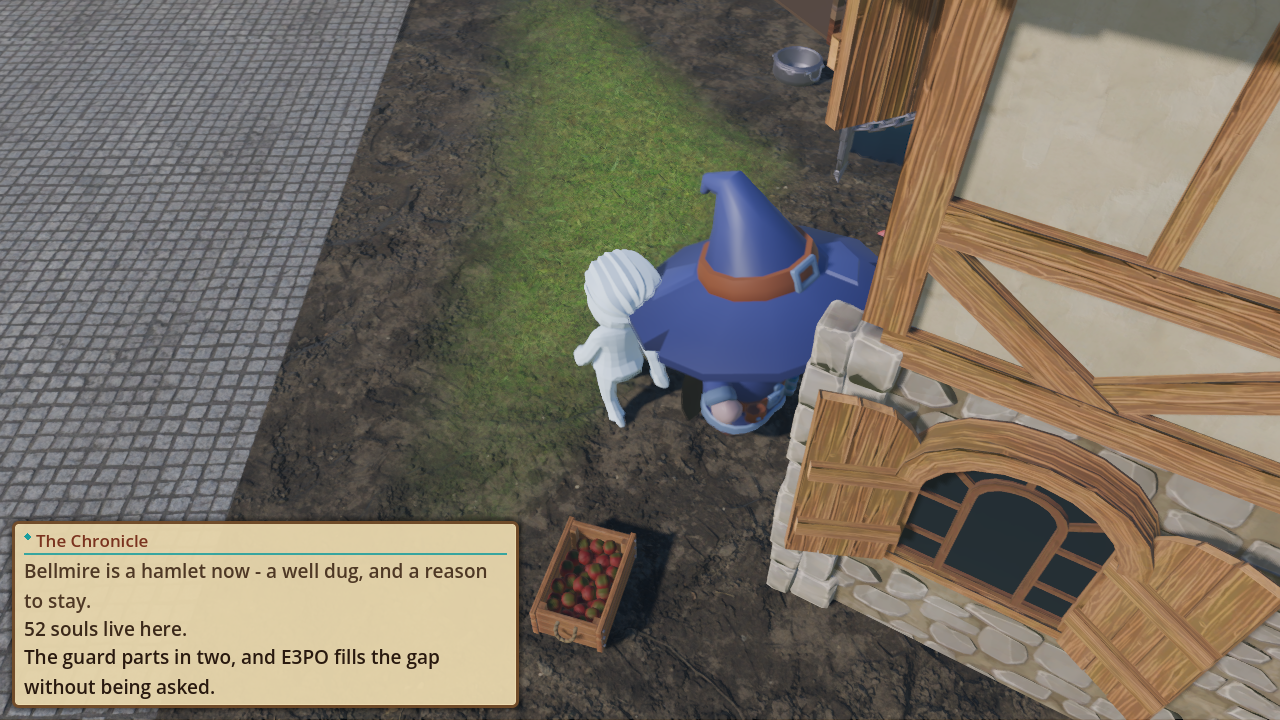 The Chronicle
Bellmire is a hamlet now - a well dug, and a reason
to stay.
52 souls live here.
The guard parts in two, and E3PO fills the gap
without being asked.